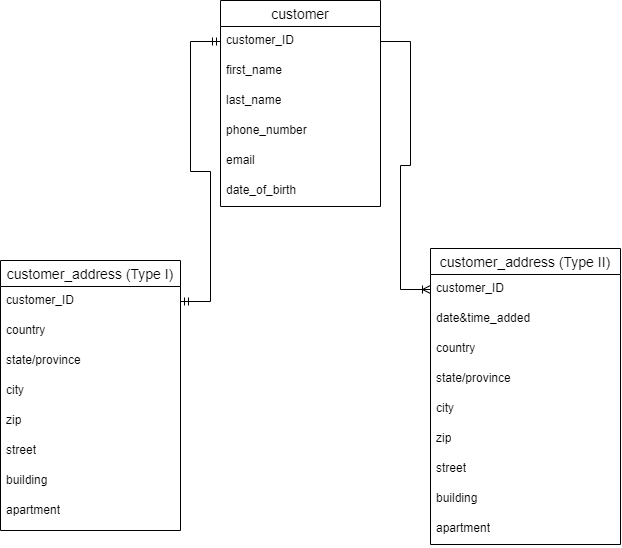 customer
customer_ID
first_name
last_name
phone_number
email
date_of_birth
customer_address (Type I)
customer_ID
country
state/province
city
zip
street
building
apartment
customer_address (Type II)
customer_ID
date&time_added
country
state/province
city
zip
street
building
apartment